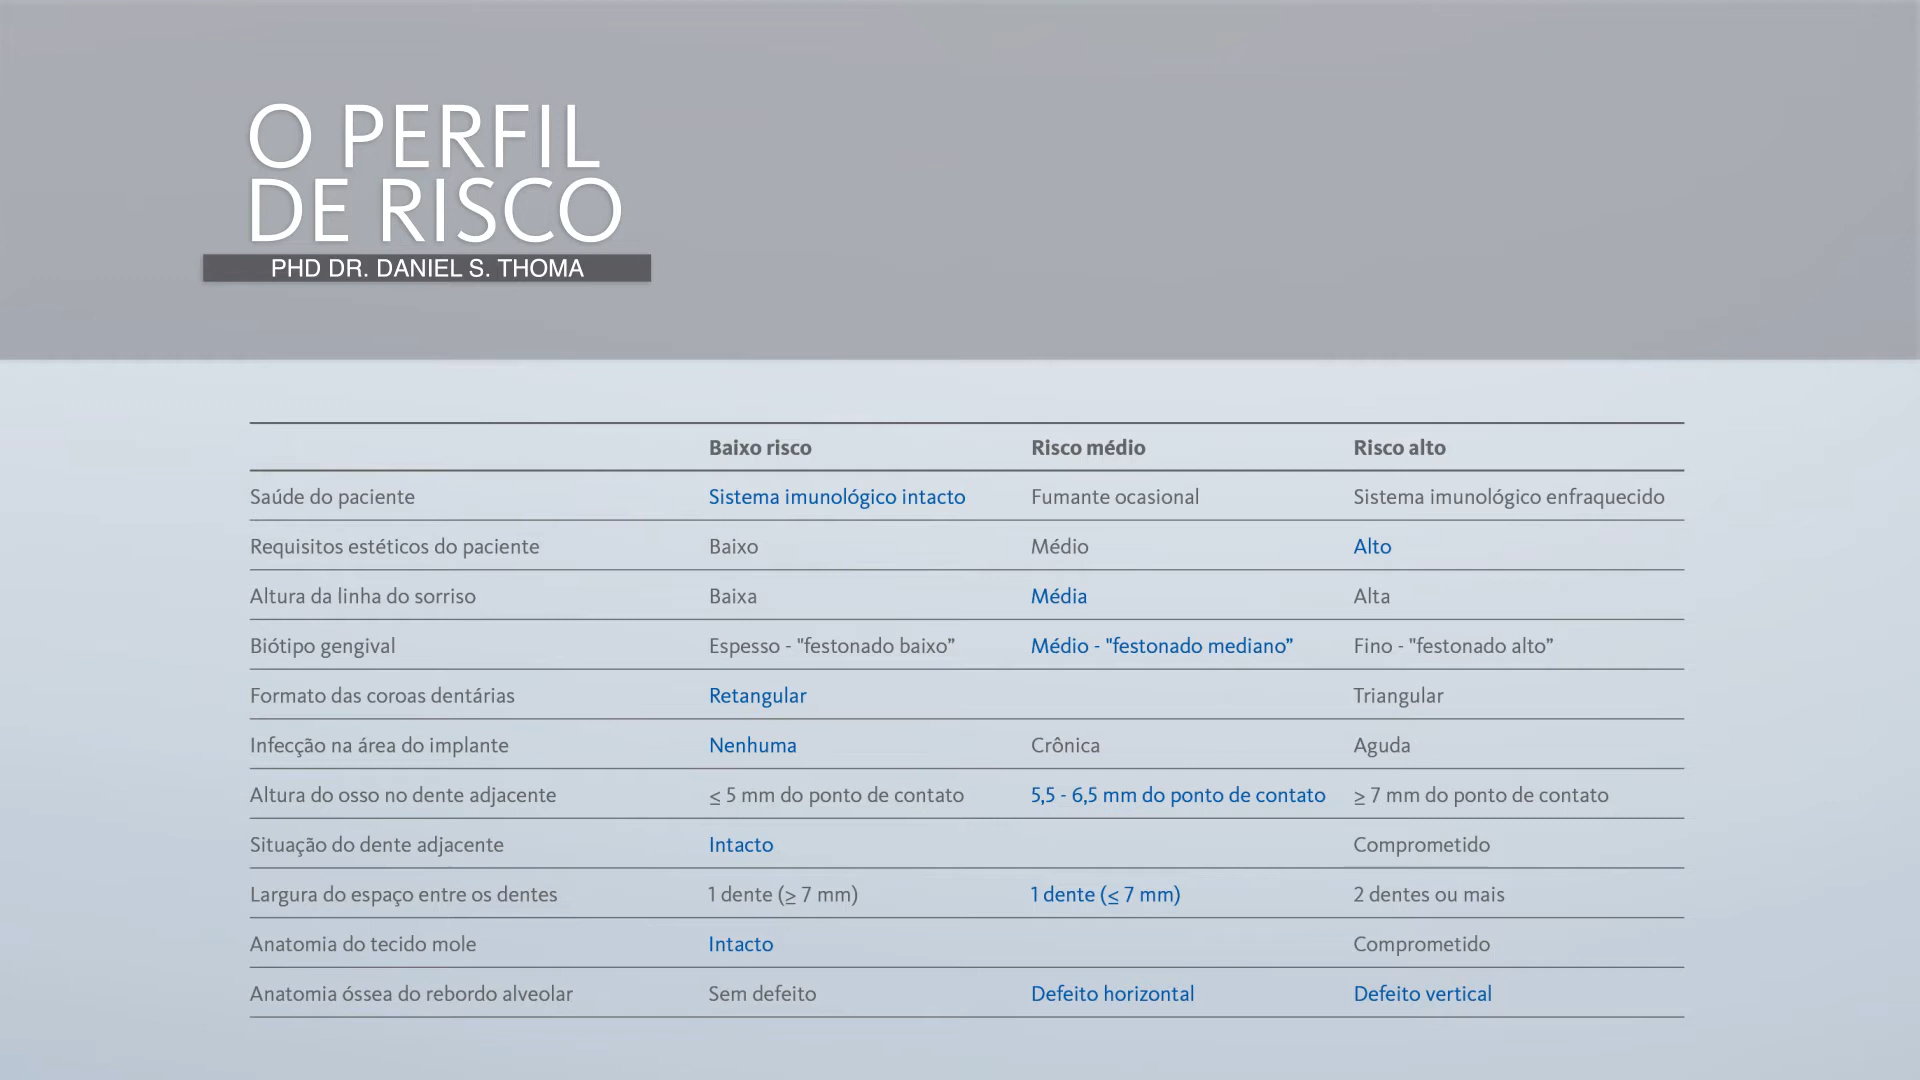 O PERFIL
DE RISCO
PHD DR. DANIEL S. THOMA
Baixo risco Risco médio Risco alto
Saúde do paciente Sistema imunológico intacto Fumante ocasional Sistema imunológico enfraquecido
Requisitos estéticos do paciente Baixo Médio Alto
Altura da linha do sorriso Baixa Média Alta
Biótipo gengival Espesso - "festonado baixo” Médio - "festonado mediano” Fino - "festonado alto”
Formato das coroas dentárias Retangular Triangular
Infecção na área do implante Nenhuma Crônica Aguda
Altura do osso no dente adjacente ≤ 5 mm do ponto de contato 5,5 - 6,5 mm do ponto de contato ≥ 7 mm do ponto de contato
Situação do dente adjacente Intacto Comprometido
Largura do espaço entre os dentes 1 dente (≥ 7 mm) 1 dente (≤ 7 mm) 2 dentes ou mais
Anatomia do tecido mole Intacto Comprometido
Anatomia óssea do rebordo alveolar Sem defeito Defeito horizontal Defeito vertical